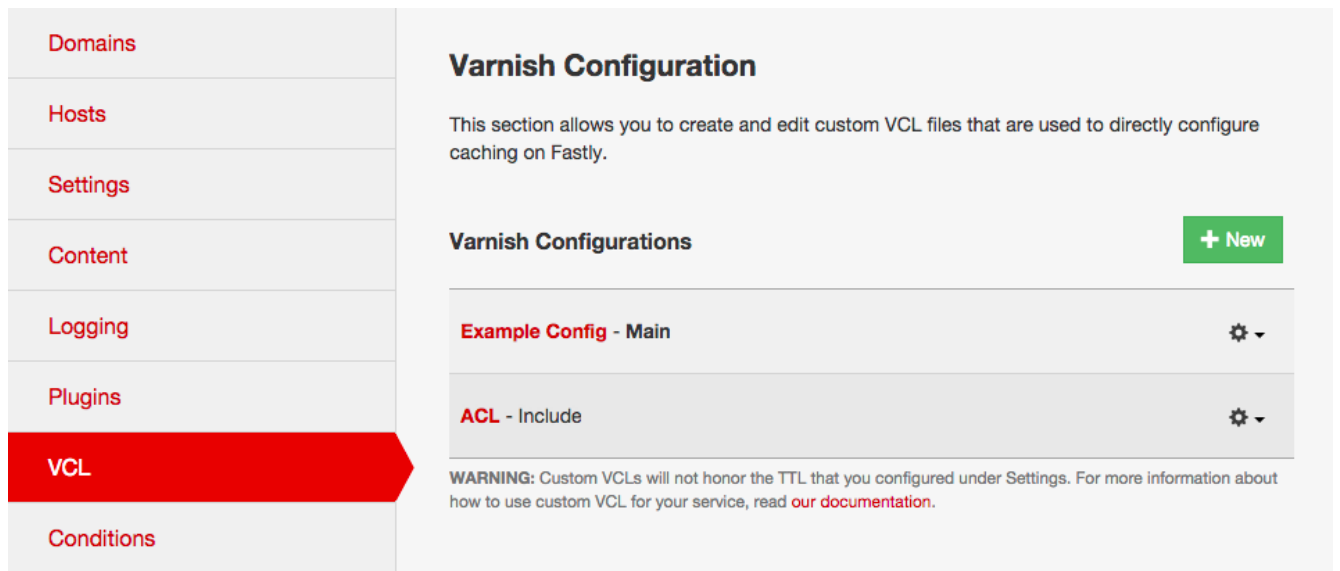 Domains
Hosts
Settings
Content
Logging
Plugins
VCL
Conditions
Varnish Configuration
This section allows you to create and edit custom VCL files that are used to directly configure
caching on Fastly.
Varnish Configurations
+ New
Example Config - Main
ACL - Include
WARNING: Custom VCLs will not honor the TTL that you configured under Settings. For more information about
how to use custom VCL for your service, read our documentation.